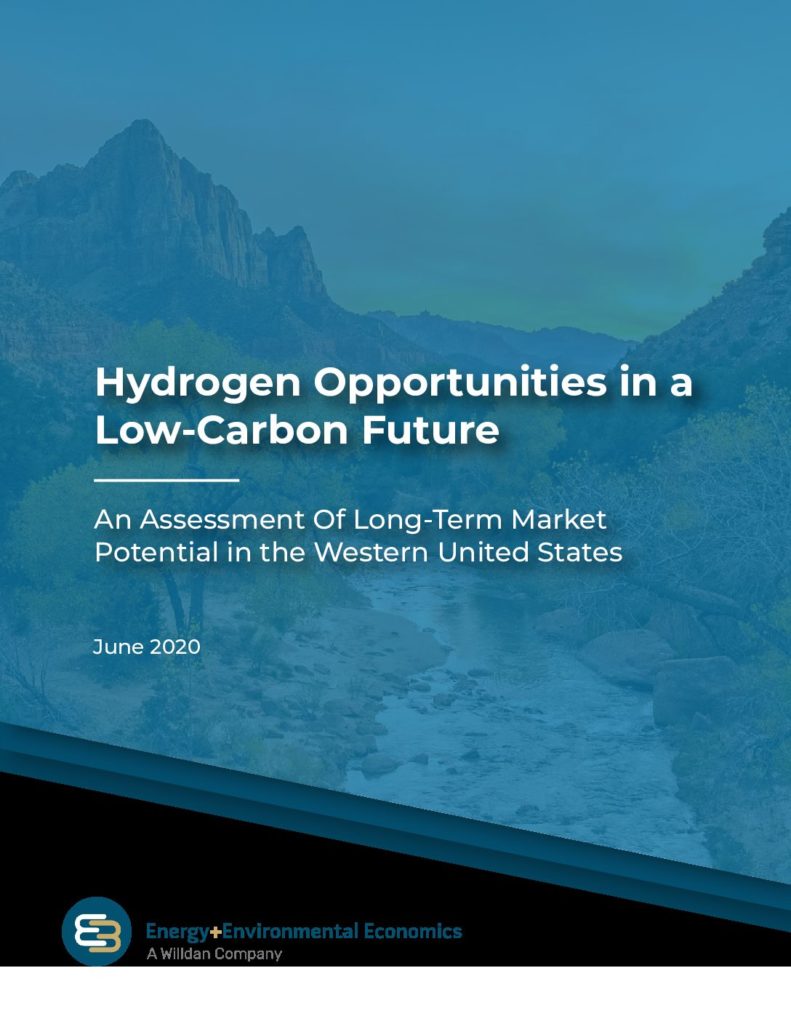 Hydrogen Opportunities in a
Low-Carbon Future
An Assessment Of Long-Term Market
Potential in the Western United States
June 2020
Energy+Environmental Economics
A Willdan Company